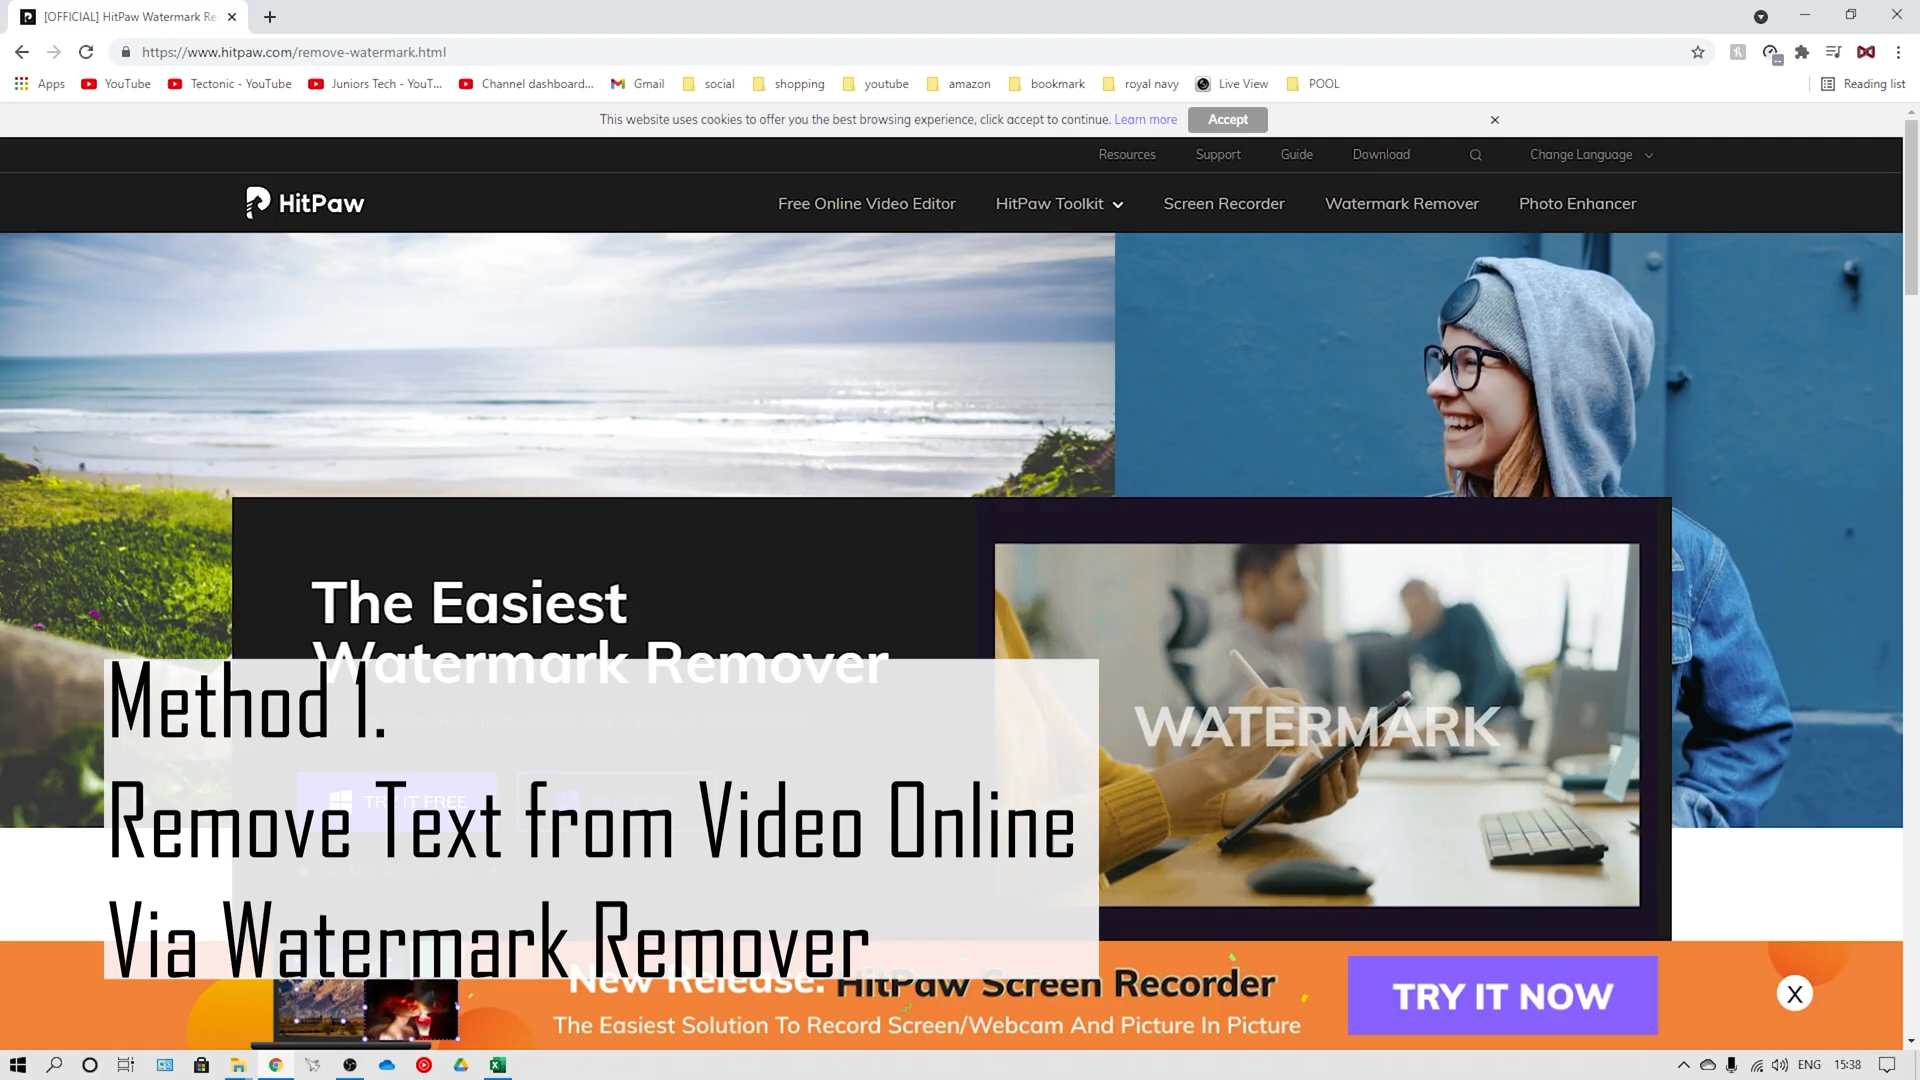 [OFFICIAL] HitPaw Watermark Re
https://www.hitpaw.com/remove-watermark.html
Apps YouTube Tectonic - YouTube Juniors Tech - YouT... Channel dashboard... Gmail social shopping youtube amazon bookmark royal navy Live View POOL Reading list
This website uses cookies to offer you the best browsing experience, click accept to continue. Learn more Accept
Resources Support Guide Download Change Language
HitPaw Free Online Video Editor HitPaw Toolkit Screen Recorder Watermark Remover Photo Enhancer
The Easiest
Watermark Remover
WATERMARK
TRY IT FREE
Method 1.
Remove Text from Video Online
Via Watermark Remover
New Release: HitPaw Screen Recorder
The Easiest Solution To Record Screen/Webcam And Picture In Picture
TRY IT NOW
X
ENG 15:38